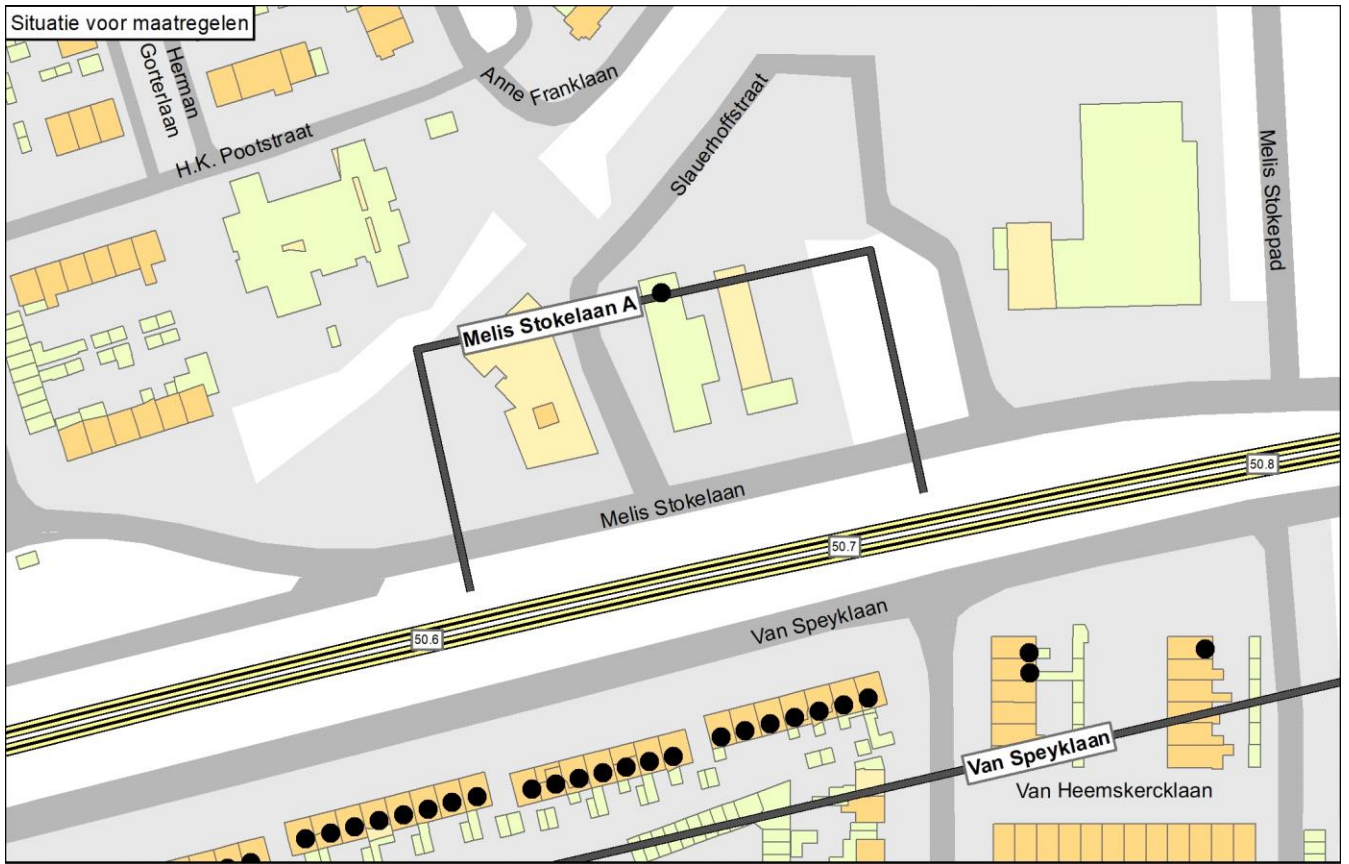 Situatie voor maatregelen
Herman
Gorterlaan
H.K. Pootstraat
Anne Franklaan
Slauerhoffstraat
Melis Stokepad
Melis Stokelaan A
Melis Stokelaan
50.8
50.7
50.6
Van Speyklaan
Van Speyklaan
Van Heemskercklaan